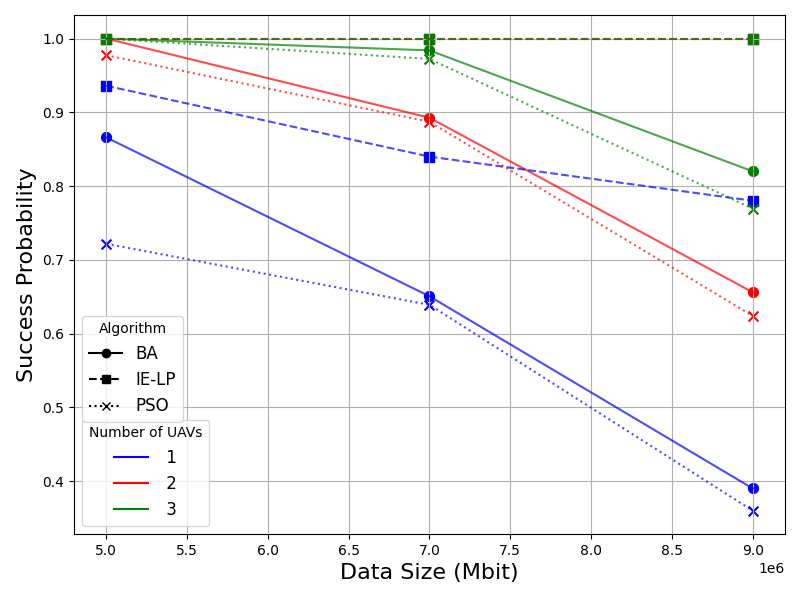 1.0
0.9
0.8
0.7
0.6
0.5
0.4
Success Probability
Algorithm
BA
IE-LP
PSO
Number of UAVs
1
2
3
5.0 5.5 6.0 6.5 7.0 7.5 8.0 8.5 9.0
1e6
Data Size (Mbit)